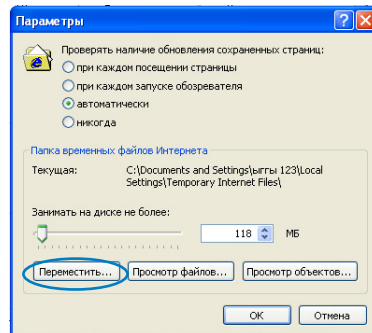 Параметры
Проверять наличие обновления сохраненных страниц:
при каждом посещении страницы
при каждом запуске обозревателя
автоматически
никогда
Папка временных файлов Интернета
Текущая: C:\Documents and Settings\ыггы 123\Local
Settings\Temporary Internet Files\
Занимать на диске не более:
118 МБ
Переместить... Просмотр файлов... Просмотр объектов...
ОК Отмена